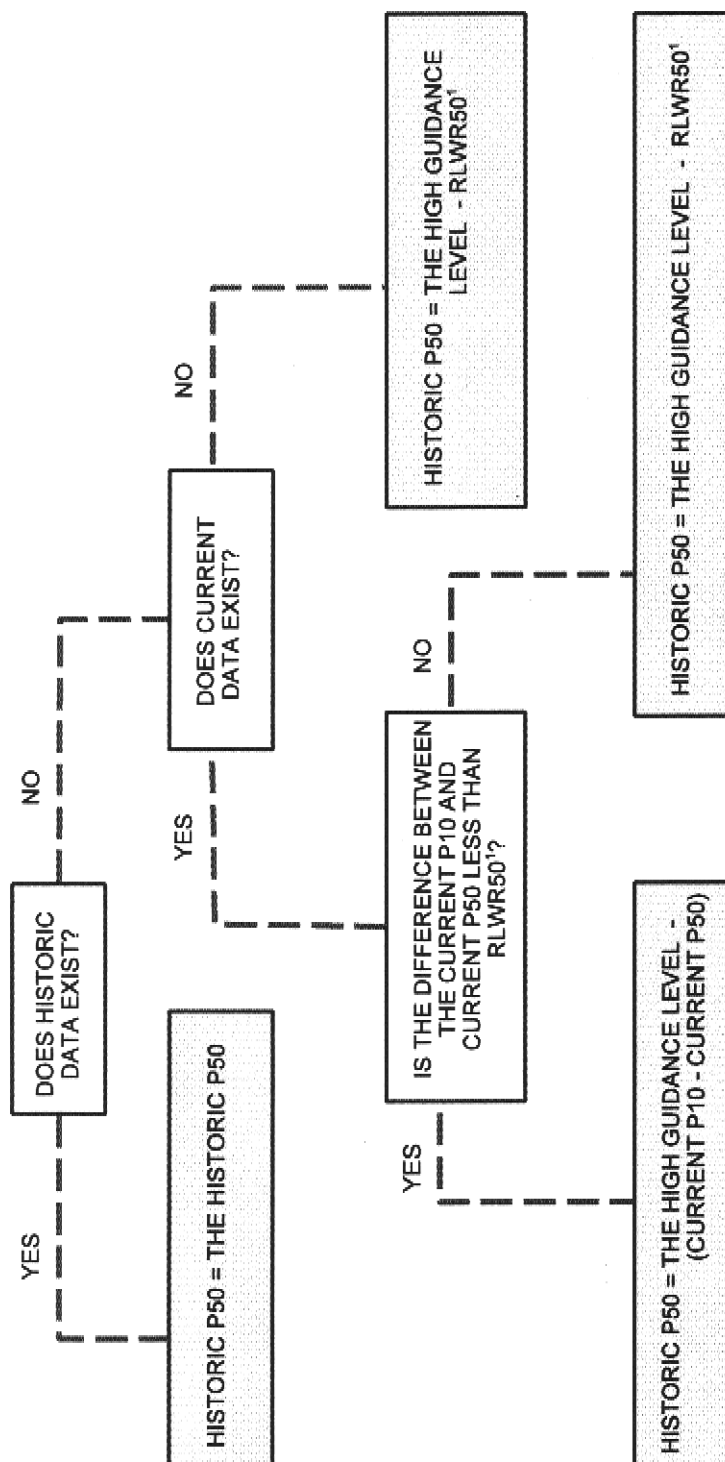 DOES HISTORIC
DATA EXIST?
YES
NO
HISTORIC P50 = THE HISTORIC P50
DOES CURRENT
DATA EXIST?
YES
NO
IS THE DIFFERENCE BETWEEN
THE CURRENT P10 AND
CURRENT P50 LESS THAN
RLWR50¹?
HISTORIC P50 = THE HIGH GUIDANCE
LEVEL - RLWR50¹
YES
NO
HISTORIC P50 = THE HIGH GUIDANCE LEVEL -
(CURRENT P10 - CURRENT P50)
HISTORIC P50 = THE HIGH GUIDANCE LEVEL - RLWR50¹